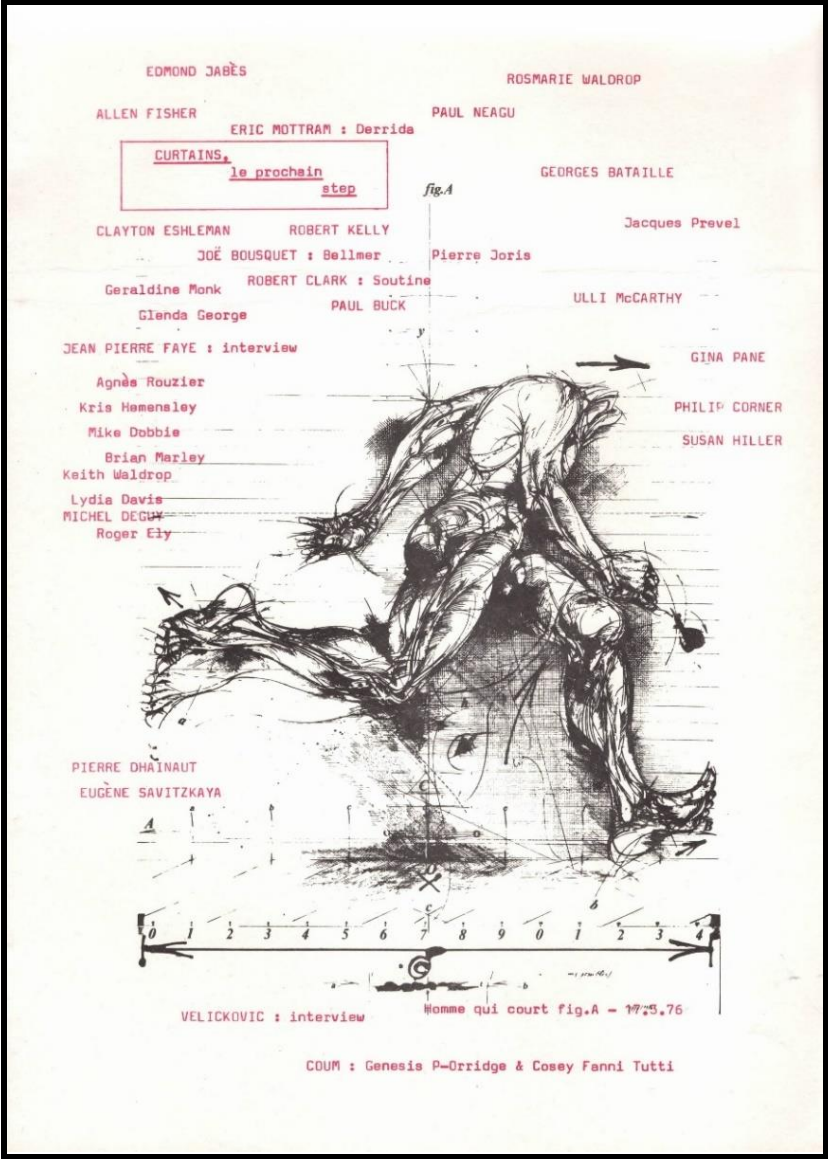 EDMOND JABÈS
ROSMARIE WALDROP
ALLEN FISHER
PAUL NEAGU
ERIC MOTTRAM : Derrida
CURTAINS,
le prochain
step
GEORGES BATAILLE
fig.A
Jacques Prevel
CLAYTON ESHLEMAN
ROBERT KELLY
JOË BOUSQUET : Bellmer
Pierre Joris
ROBERT CLARK : Soutine
Geraldine Monk
ULLI McCARTHY
PAUL BUCK
Glenda George
y
JEAN PIERRE FAYE : interview
GINA PANE
Agnès Rouzier
Kris Hemensley
PHILIP CORNER
Mike Dobbie
SUSAN HILLER
Brian Marley
Keith Waldrop
Lydia Davis
MICHEL DEGUY
Roger Ely
PIERRE DHAINAUT
EUGÈNE SAVITZKAYA
a b c e
A
c
b
0 1 2 3 4 5 6 7 8 9 0 1 2 3 4
a b
VELICKOVIC : interview
Homme qui court fig.A - 17.5.76
COUM : Genesis P-Orridge & Cosey Fanni Tutti